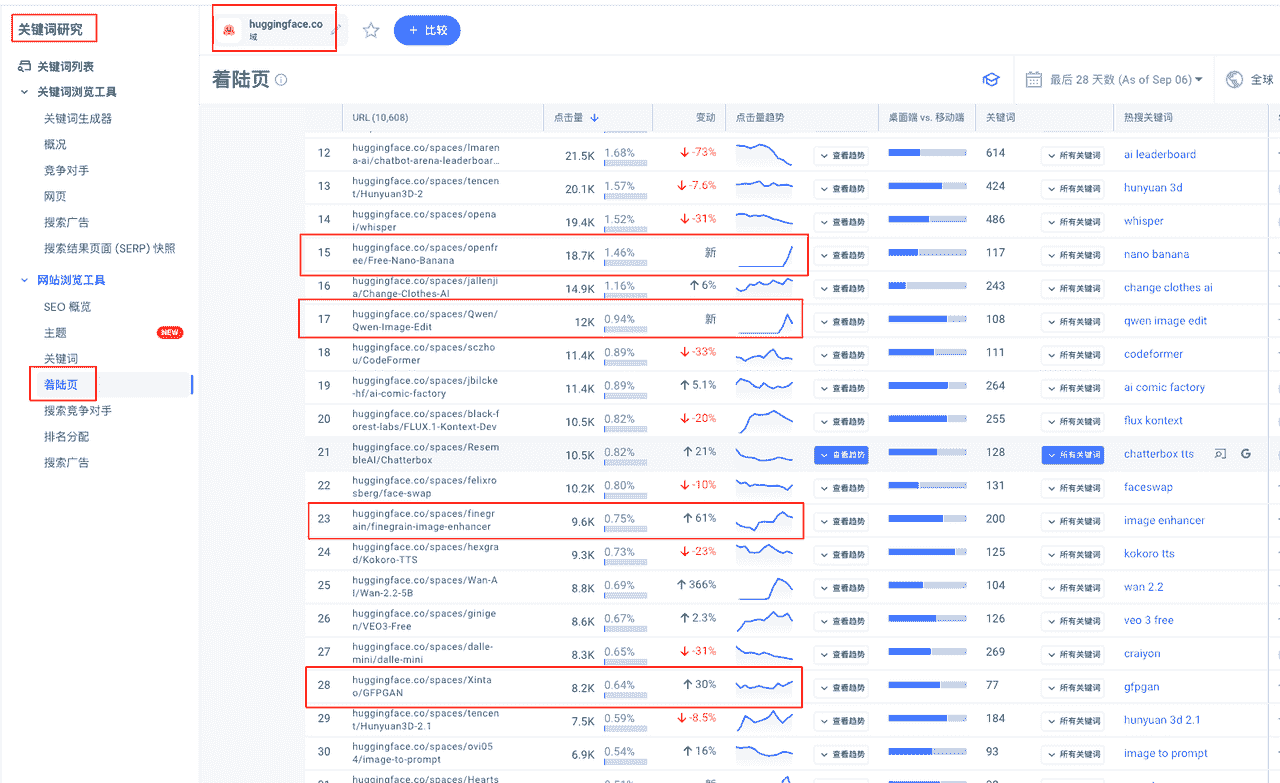 关键词研究
huggingface.co
域
+ 比较
关键词列表
关键词浏览工具
关键词生成器
概况
竞争对手
网页
搜索广告
搜索结果页面 (SERP) 快照
网站浏览工具
SEO 概览
主题
NEW
关键词
着陆页
搜索竞争对手
排名分配
搜索广告
着陆页
最后 28 天数 (As of Sep 06)
全球
URL (10,608) 点击量 变动 点击量趋势 桌面端 vs. 移动端 关键词 热搜关键词
12 huggingface.co/spaces/lmarena-ai/chatbot-arena-leaderboar... 21.5K 1.68% -73% 查看趋势 614 所有关键词 ai leaderboard
13 huggingface.co/spaces/tencent/Hunyuan3D-2 20.1K 1.57% -7.6% 查看趋势 424 所有关键词 hunyuan 3d
14 huggingface.co/spaces/openai/whisper 19.4K 1.52% -31% 查看趋势 486 所有关键词 whisper
15 huggingface.co/spaces/openfree/Free-Nano-Banana 18.7K 1.46% 新 查看趋势 117 所有关键词 nano banana
16 huggingface.co/spaces/jallenjia/Change-Clothes-AI 14.9K 1.16% 6% 查看趋势 243 所有关键词 change clothes ai
17 huggingface.co/spaces/Qwen/Qwen-Image-Edit 12K 0.94% 新 查看趋势 108 所有关键词 qwen image edit
18 huggingface.co/spaces/sczhou/CodeFormer 11.4K 0.89% -33% 查看趋势 111 所有关键词 codeformer
19 huggingface.co/spaces/jbilcke-hf/ai-comic-factory 11.4K 0.89% 5.1% 查看趋势 264 所有关键词 ai comic factory
20 huggingface.co/spaces/black-forest-labs/FLUX.1-Kontext-Dev 10.5K 0.82% -20% 查看趋势 255 所有关键词 flux kontext
21 huggingface.co/spaces/ResembleAI/Chatterbox 10.5K 0.82% 21% 查看趋势 128 所有关键词 chatterbox tts
22 huggingface.co/spaces/felixrosberg/face-swap 10.2K 0.80% -10% 查看趋势 131 所有关键词 faceswap
23 huggingface.co/spaces/finegrain/finegrain-image-enhancer 9.6K 0.75% 61% 查看趋势 200 所有关键词 image enhancer
24 huggingface.co/spaces/hexgrad/Kokoro-TTS 9.3K 0.73% -23% 查看趋势 125 所有关键词 kokoro tts
25 huggingface.co/spaces/Wan-AI/Wan-2.2-5B 8.8K 0.69% 366% 查看趋势 104 所有关键词 wan 2.2
26 huggingface.co/spaces/ginigen/VEO3-Free 8.6K 0.67% 2.3% 查看趋势 126 所有关键词 veo 3 free
27 huggingface.co/spaces/dalle-mini/dalle-mini 8.3K 0.65% -31% 查看趋势 269 所有关键词 craiyon
28 huggingface.co/spaces/Xintao/GFPGAN 8.2K 0.64% 30% 查看趋势 77 所有关键词 gfpgan
29 huggingface.co/spaces/tencent/Hunyuan3D-2.1 7.5K 0.59% -8.5% 查看趋势 184 所有关键词 hunyuan 3d 2.1
30 huggingface.co/spaces/ovi054/image-to-prompt 6.9K 0.54% 16% 查看趋势 93 所有关键词 image to prompt
huggingface.co/spaces/Hearts